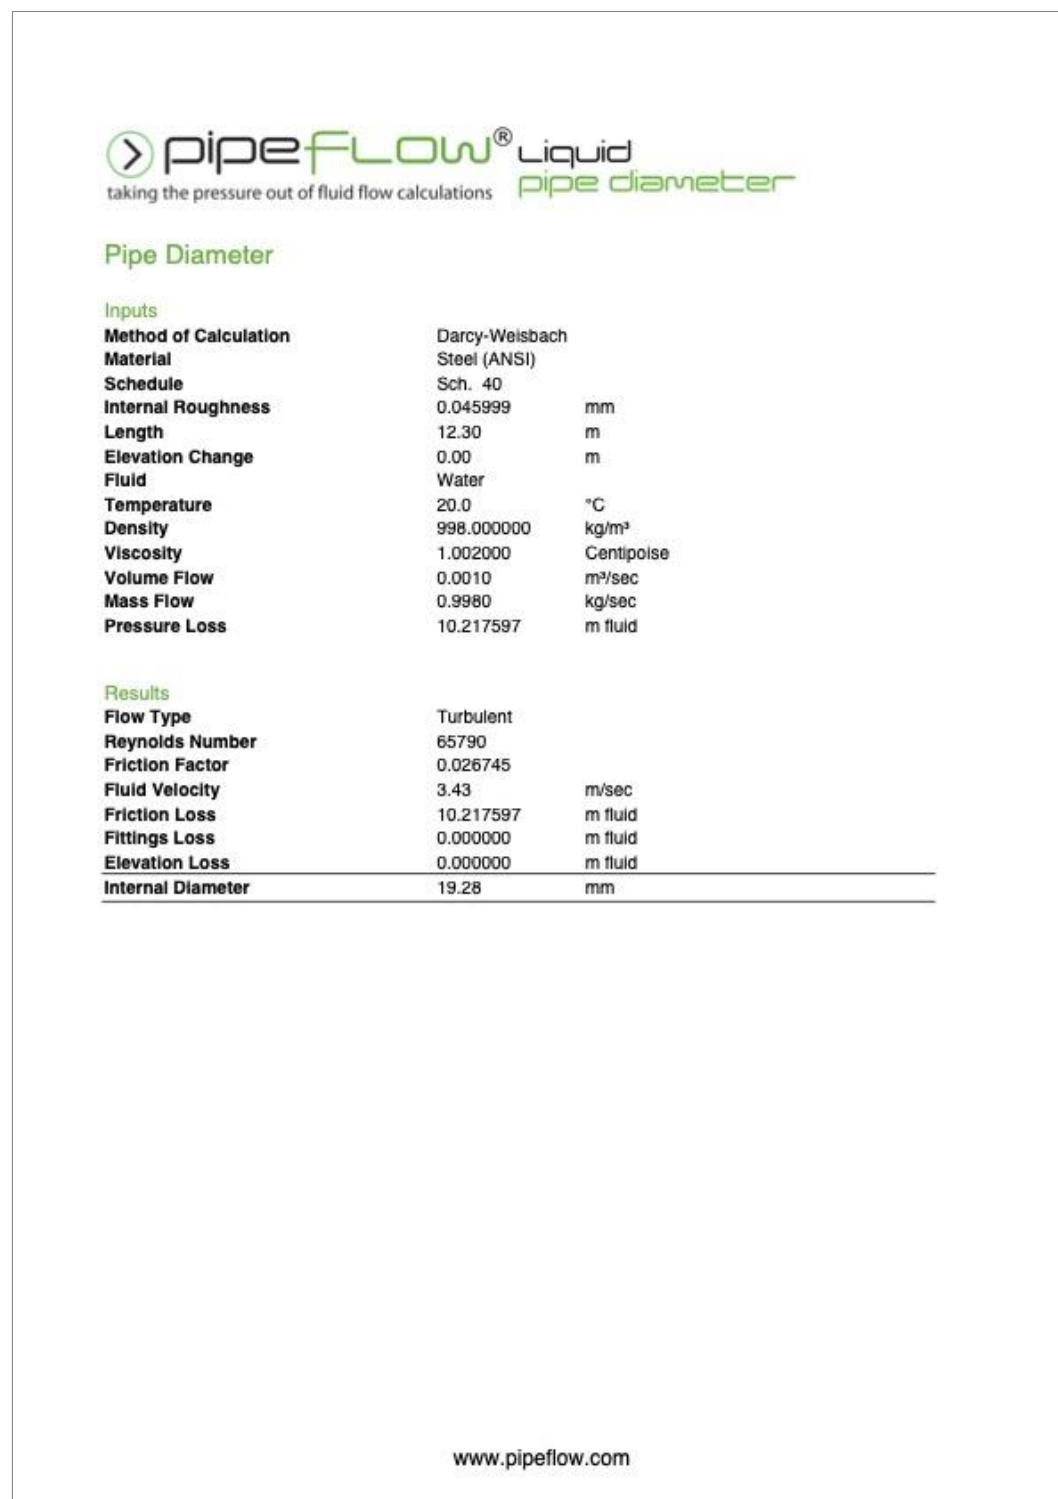 pipeFLOW® Liquid
pipe diameter
taking the pressure out of fluid flow calculations
Pipe Diameter
Inputs
Method of Calculation Darcy-Weisbach
Material Steel (ANSI)
Schedule Sch. 40
Internal Roughness 0.045999 mm
Length 12.30 m
Elevation Change 0.00 m
Fluid Water
Temperature 20.0 °C
Density 998.000000 kg/m³
Viscosity 1.002000 Centipoise
Volume Flow 0.0010 m³/sec
Mass Flow 0.9980 kg/sec
Pressure Loss 10.217597 m fluid
Results
Flow Type Turbulent
Reynolds Number 65790
Friction Factor 0.026745
Fluid Velocity 3.43 m/sec
Friction Loss 10.217597 m fluid
Fittings Loss 0.000000 m fluid
Elevation Loss 0.000000 m fluid
Internal Diameter 19.28 mm
www.pipeflow.com